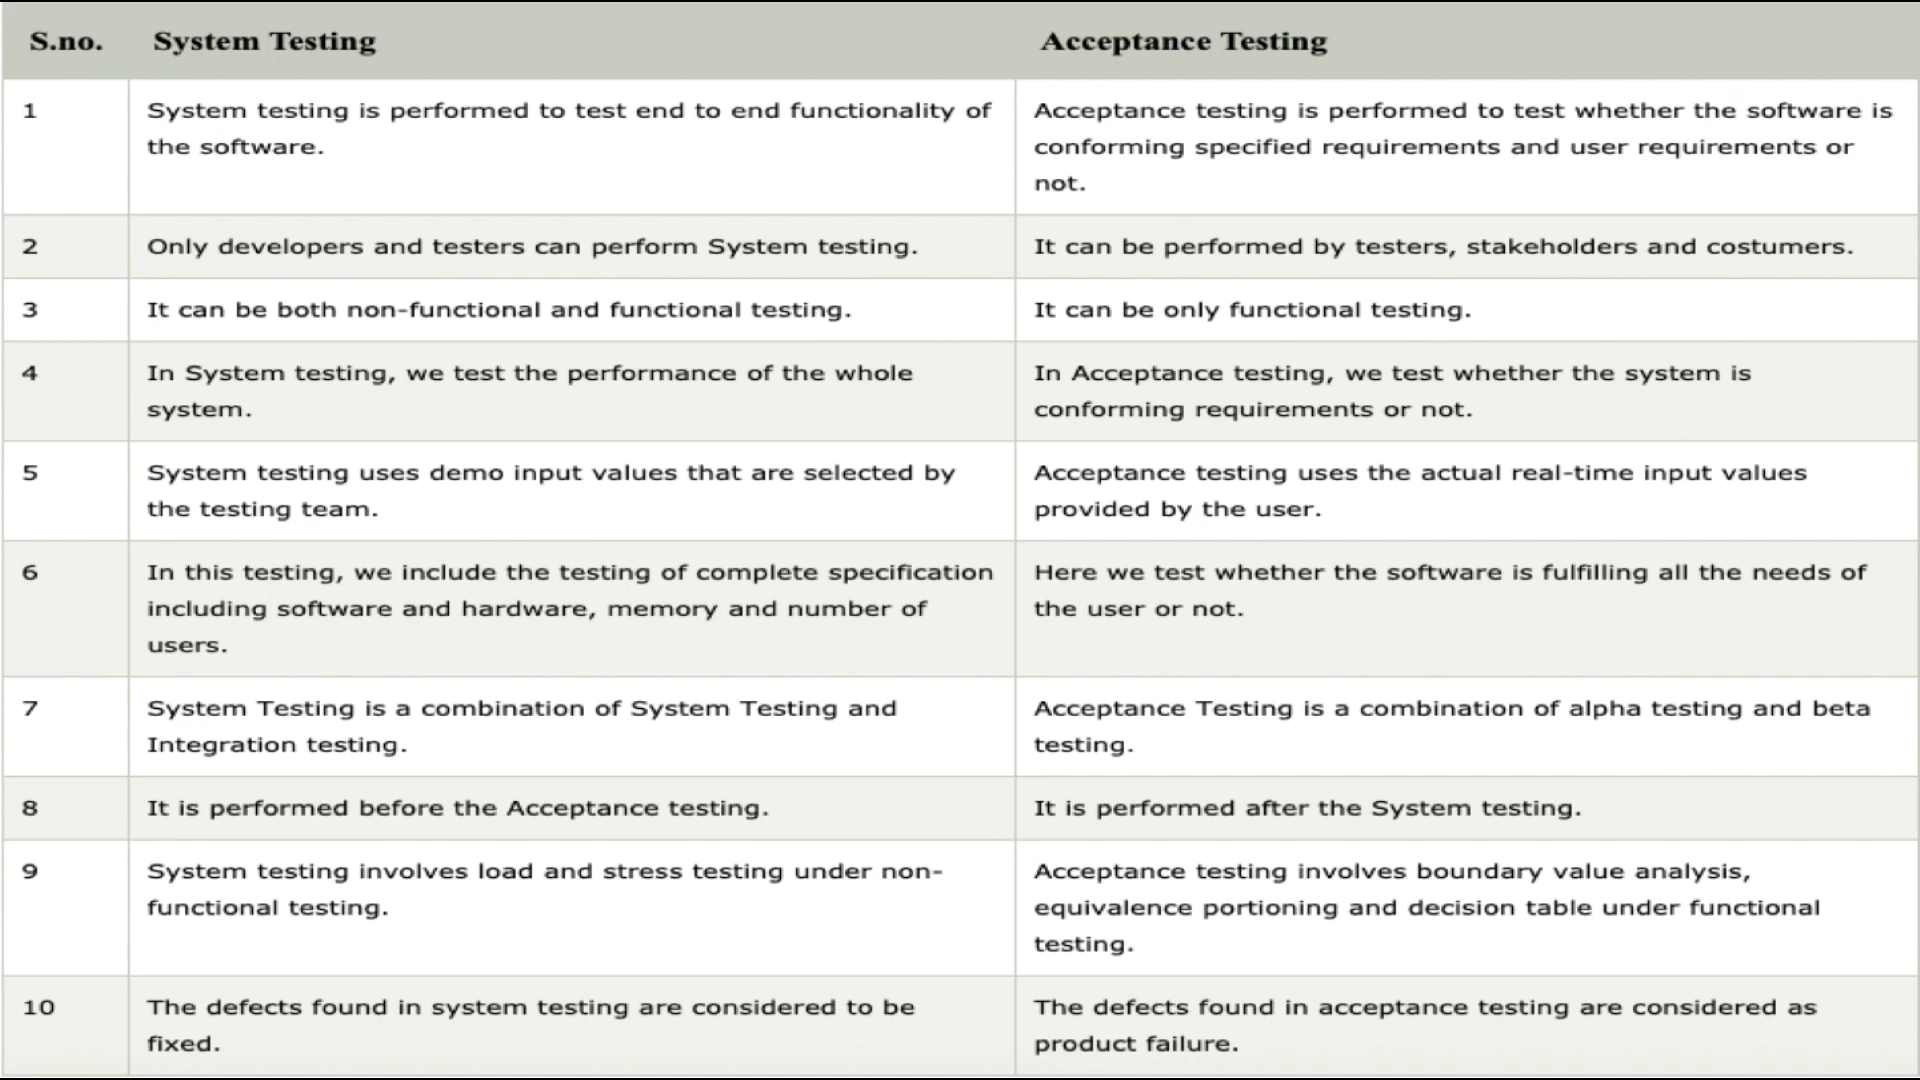 S.no. System Testing Acceptance Testing
1 System testing is performed to test end to end functionality of
the software.
Acceptance testing is performed to test whether the software is
conforming specified requirements and user requirements or
not.
2 Only developers and testers can perform System testing.
It can be performed by testers, stakeholders and costumers.
3 It can be both non-functional and functional testing.
It can be only functional testing.
4 In System testing, we test the performance of the whole
system.
In Acceptance testing, we test whether the system is
conforming requirements or not.
5 System testing uses demo input values that are selected by
the testing team.
Acceptance testing uses the actual real-time input values
provided by the user.
6 In this testing, we include the testing of complete specification
including software and hardware, memory and number of
users.
Here we test whether the software is fulfilling all the needs of
the user or not.
7 System Testing is a combination of System Testing and
Integration testing.
Acceptance Testing is a combination of alpha testing and beta
testing.
8 It is performed before the Acceptance testing.
It is performed after the System testing.
9 System testing involves load and stress testing under non-
functional testing.
Acceptance testing involves boundary value analysis,
equivalence portioning and decision table under functional
testing.
10 The defects found in system testing are considered to be
fixed.
The defects found in acceptance testing are considered as
product failure.